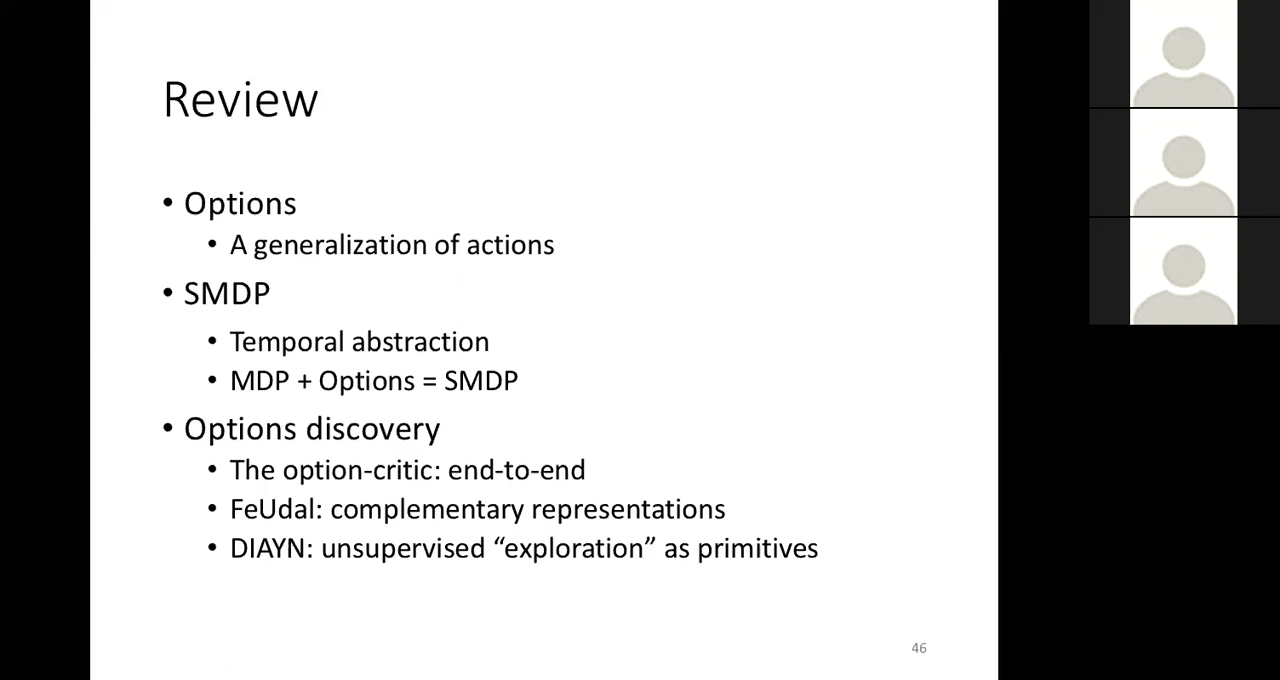 Review
• Options
• A generalization of actions
• SMDP
• Temporal abstraction
• MDP + Options = SMDP
• Options discovery
• The option-critic: end-to-end
• FeUdal: complementary representations
• DIAYN: unsupervised “exploration” as primitives
46